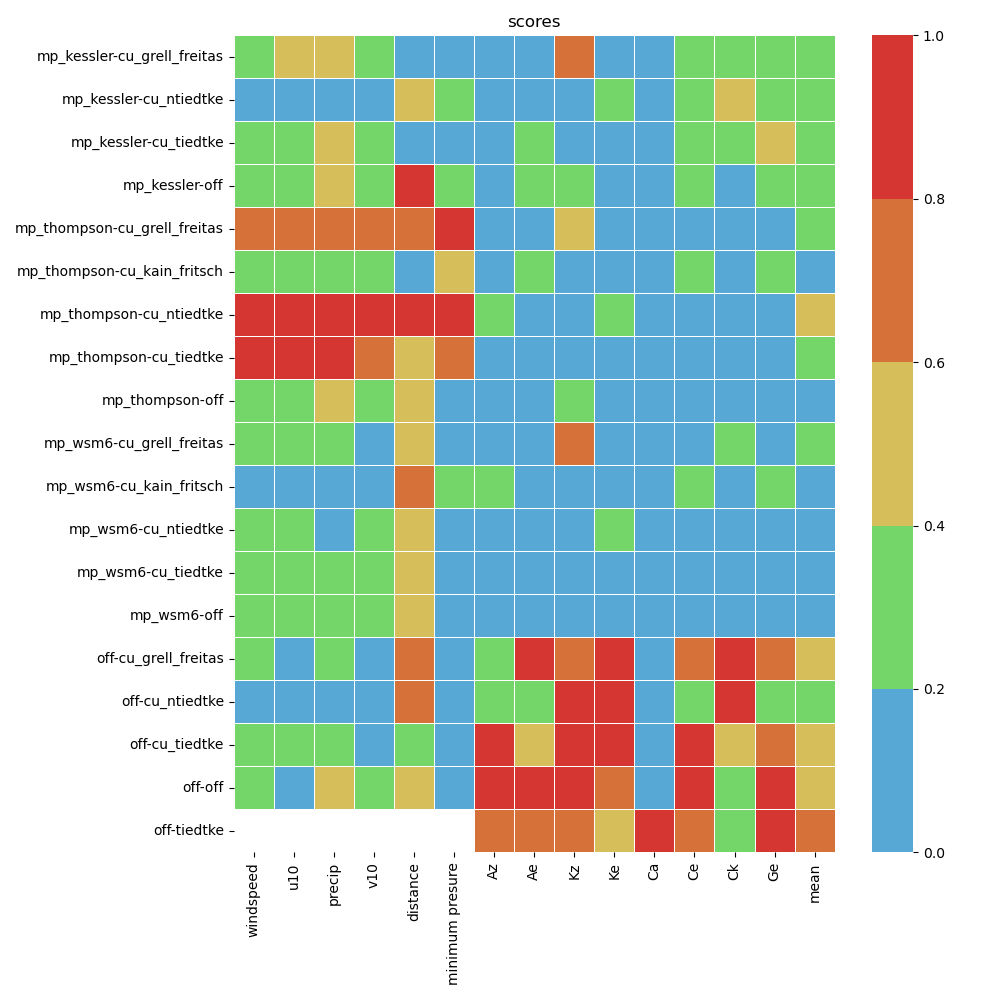 scores
mp_kessler-cu_grell_freitas
mp_kessler-cu_ntiedtke
mp_kessler-cu_tiedtke
mp_kessler-off
mp_thompson-cu_grell_freitas
mp_thompson-cu_kain_fritsch
mp_thompson-cu_ntiedtke
mp_thompson-cu_tiedtke
mp_thompson-off
mp_wsm6-cu_grell_freitas
mp_wsm6-cu_kain_fritsch
mp_wsm6-cu_ntiedtke
mp_wsm6-cu_tiedtke
mp_wsm6-off
off-cu_grell_freitas
off-cu_ntiedtke
off-cu_tiedtke
off-off
off-tiedtke
windspeed
u10
precip
v10
distance
minimum presure
Az
Ae
Kz
Ke
Ca
Ce
Ck
Ge
mean
1.0
0.8
0.6
0.4
0.2
0.0